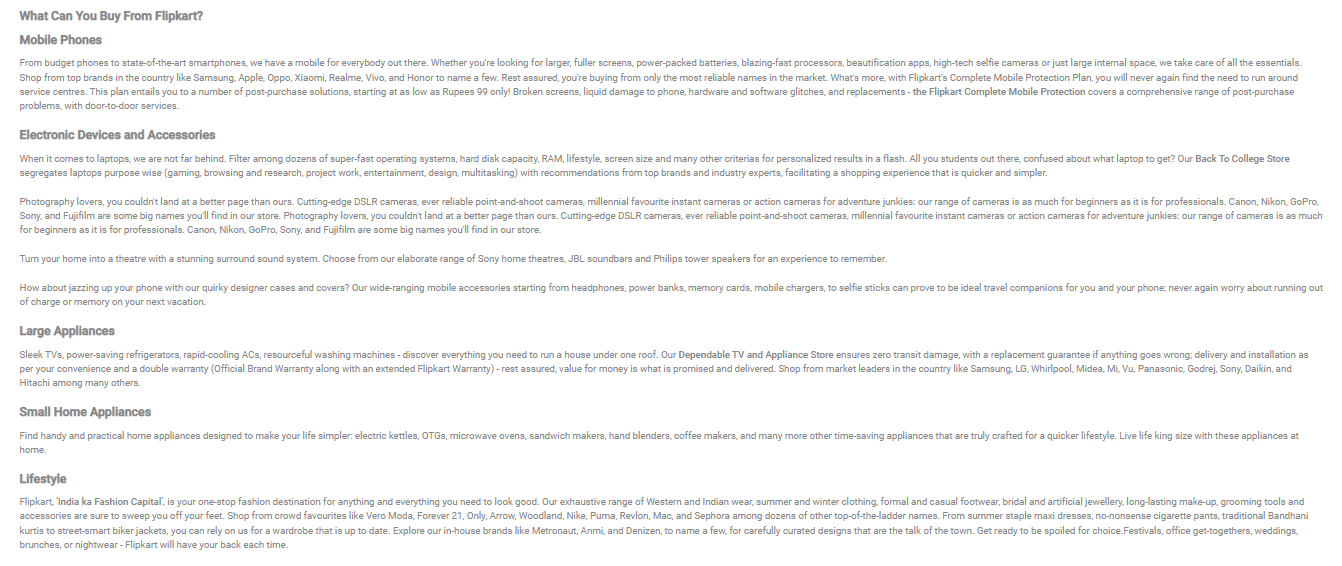 What Can You Buy From Flipkart?
Mobile Phones
From budget phones to state-of-the-art smartphones, we have a mobile for everybody out there. Whether you're looking for larger, fuller screens, power-packed batteries, blazing-fast processors, beautification apps, high-tech selfie cameras or just large internal space, we take care of all the essentials.
Shop from top brands in the country like Samsung, Apple, Oppo, Xiaomi, Realme, Vivo, and Honor to name a few. Rest assured, you're buying from only the most reliable names in the market. What's more, with Flipkart's Complete Mobile Protection Plan, you will never again find the need to run around
service centres. This plan entails you to a number of post-purchase solutions, starting at as low as Rupees 99 only! Broken screens, liquid damage to phone, hardware and software glitches, and replacements - the Flipkart Complete Mobile Protection covers a comprehensive range of post-purchase
problems, with door-to-door services.
Electronic Devices and Accessories
When it comes to laptops, we are not far behind. Filter among dozens of super-fast operating systems, hard disk capacity, RAM, lifestyle, screen size and many other criterias for personalized results in a flash. All you students out there, confused about what laptop to get? Our Back To College Store
segregates laptops purpose wise (gaming, browsing and research, project work, entertainment, design, multitasking) with recommendations from top brands and industry experts, facilitating a shopping experience that is quicker and simpler.
Photography lovers, you couldn't land at a better page than ours. Cutting-edge DSLR cameras, ever reliable point-and-shoot cameras, millennial favourite instant cameras or action cameras for adventure junkies: our range of cameras is as much for beginners as it is for professionals. Canon, Nikon, GoPro,
Sony, and Fujifilm are some big names you'll find in our store. Photography lovers, you couldn't land at a better page than ours. Cutting-edge DSLR cameras, ever reliable point-and-shoot cameras, millennial favourite instant cameras or action cameras for adventure junkies: our range of cameras is as much
for beginners as it is for professionals. Canon, Nikon, GoPro, Sony, and Fujifilm are some big names you'll find in our store.
Turn your home into a theatre with a stunning surround sound system. Choose from our elaborate range of Sony home theatres, JBL soundbars and Philips tower speakers for an experience to remember.
How about jazzing up your phone with our quirky designer cases and covers? Our wide-ranging mobile accessories starting from headphones, power banks, memory cards, mobile chargers, to selfie sticks can prove to be ideal travel companions for you and your phone; never again worry about running out
of charge or memory on your next vacation.
Large Appliances
Sleek TVs, power-saving refrigerators, rapid-cooling ACs, resourceful washing machines - discover everything you need to run a house under one roof. Our Dependable TV and Appliance Store ensures zero transit damage, with a replacement guarantee if anything goes wrong; delivery and installation as
per your convenience and a double warranty (Official Brand Warranty along with an extended Flipkart Warranty) - rest assured, value for money is what is promised and delivered. Shop from market leaders in the country like Samsung, LG, Whirlpool, Midea, Mi, Vu, Panasonic, Godrej, Sony, Daikin, and
Hitachi among many others.
Small Home Appliances
Find handy and practical home appliances designed to make your life simpler: electric kettles, OTGs, microwave ovens, sandwich makers, hand blenders, coffee makers, and many more other time-saving appliances that are truly crafted for a quicker lifestyle. Live life king size with these appliances at
home.
Lifestyle
Flipkart, 'India ka Fashion Capital', is your one-stop fashion destination for anything and everything you need to look good. Our exhaustive range of Western and Indian wear, summer and winter clothing, formal and casual footwear, bridal and artificial jewellery, long-lasting make-up, grooming tools and
accessories are sure to sweep you off your feet. Shop from crowd favourites like Vero Moda, Forever 21, Only, Arrow, Woodland, Nike, Puma, Revlon, Mac, and Sephora among dozens of other top-of-the-ladder names. From summer staple maxi dresses, no-nonsense cigarette pants, traditional Bandhani
kurtis to street-smart biker jackets, you can rely on us for a wardrobe that is up to date. Explore our in-house brands like Metronaut, Anmi, and Denizen, to name a few, for carefully curated designs that are the talk of the town. Get ready to be spoiled for choice.Festivals, office get-togethers, weddings,
brunches, or nightwear - Flipkart will have your back each time.